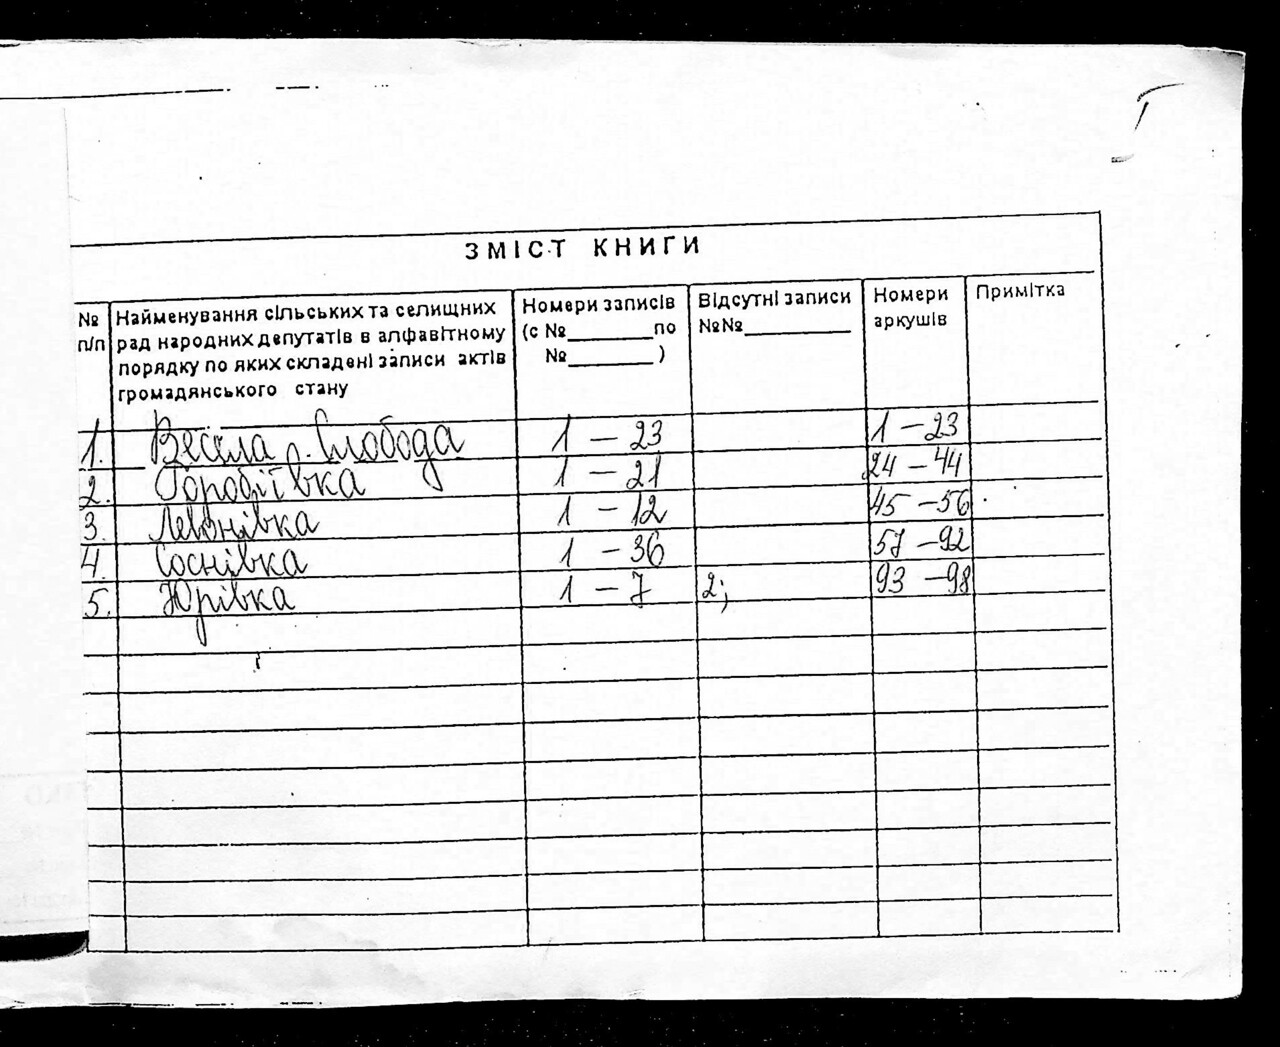 ЗМІСТ КНИГИ
№ п/п
Найменування сільських та селищних
рад народних депутатів в алфавітному
порядку по яких складені записи актів
громадянського стану
Номери записів
(с №________ по
№________ )
Відсутні записи
№№__________
Номери
аркушів
Примітка
1. Весела Слобода 1 – 23 1 – 23
2. Горобіївка 1 – 21 24 – 44
3. Левонівка 1 – 12 45 – 56
4. Соснівка 1 – 36 57 – 92
5. Юрівка 1 – 7 2; 93 – 98